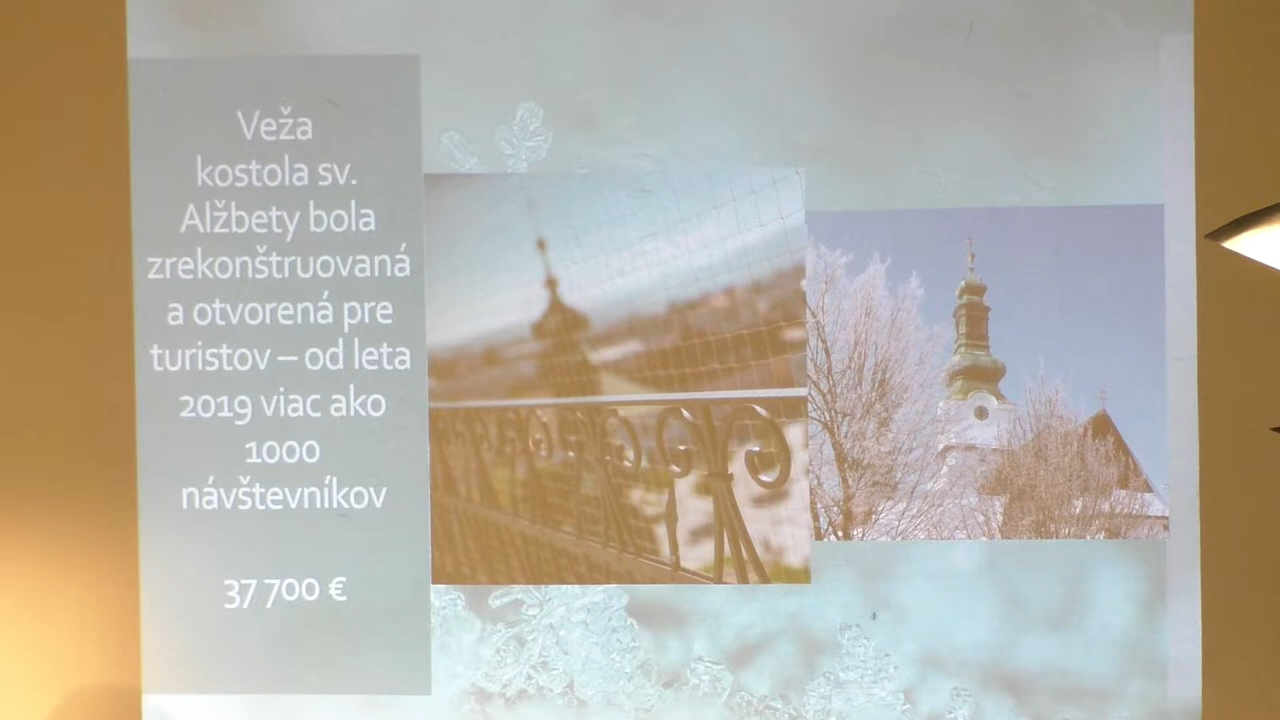 Veža
kostola sv.
Alžbety bola
zrekonštruovaná
a otvorená pre
turistov – od leta
2019 viac ako
1000
návštevníkov
37 700 €